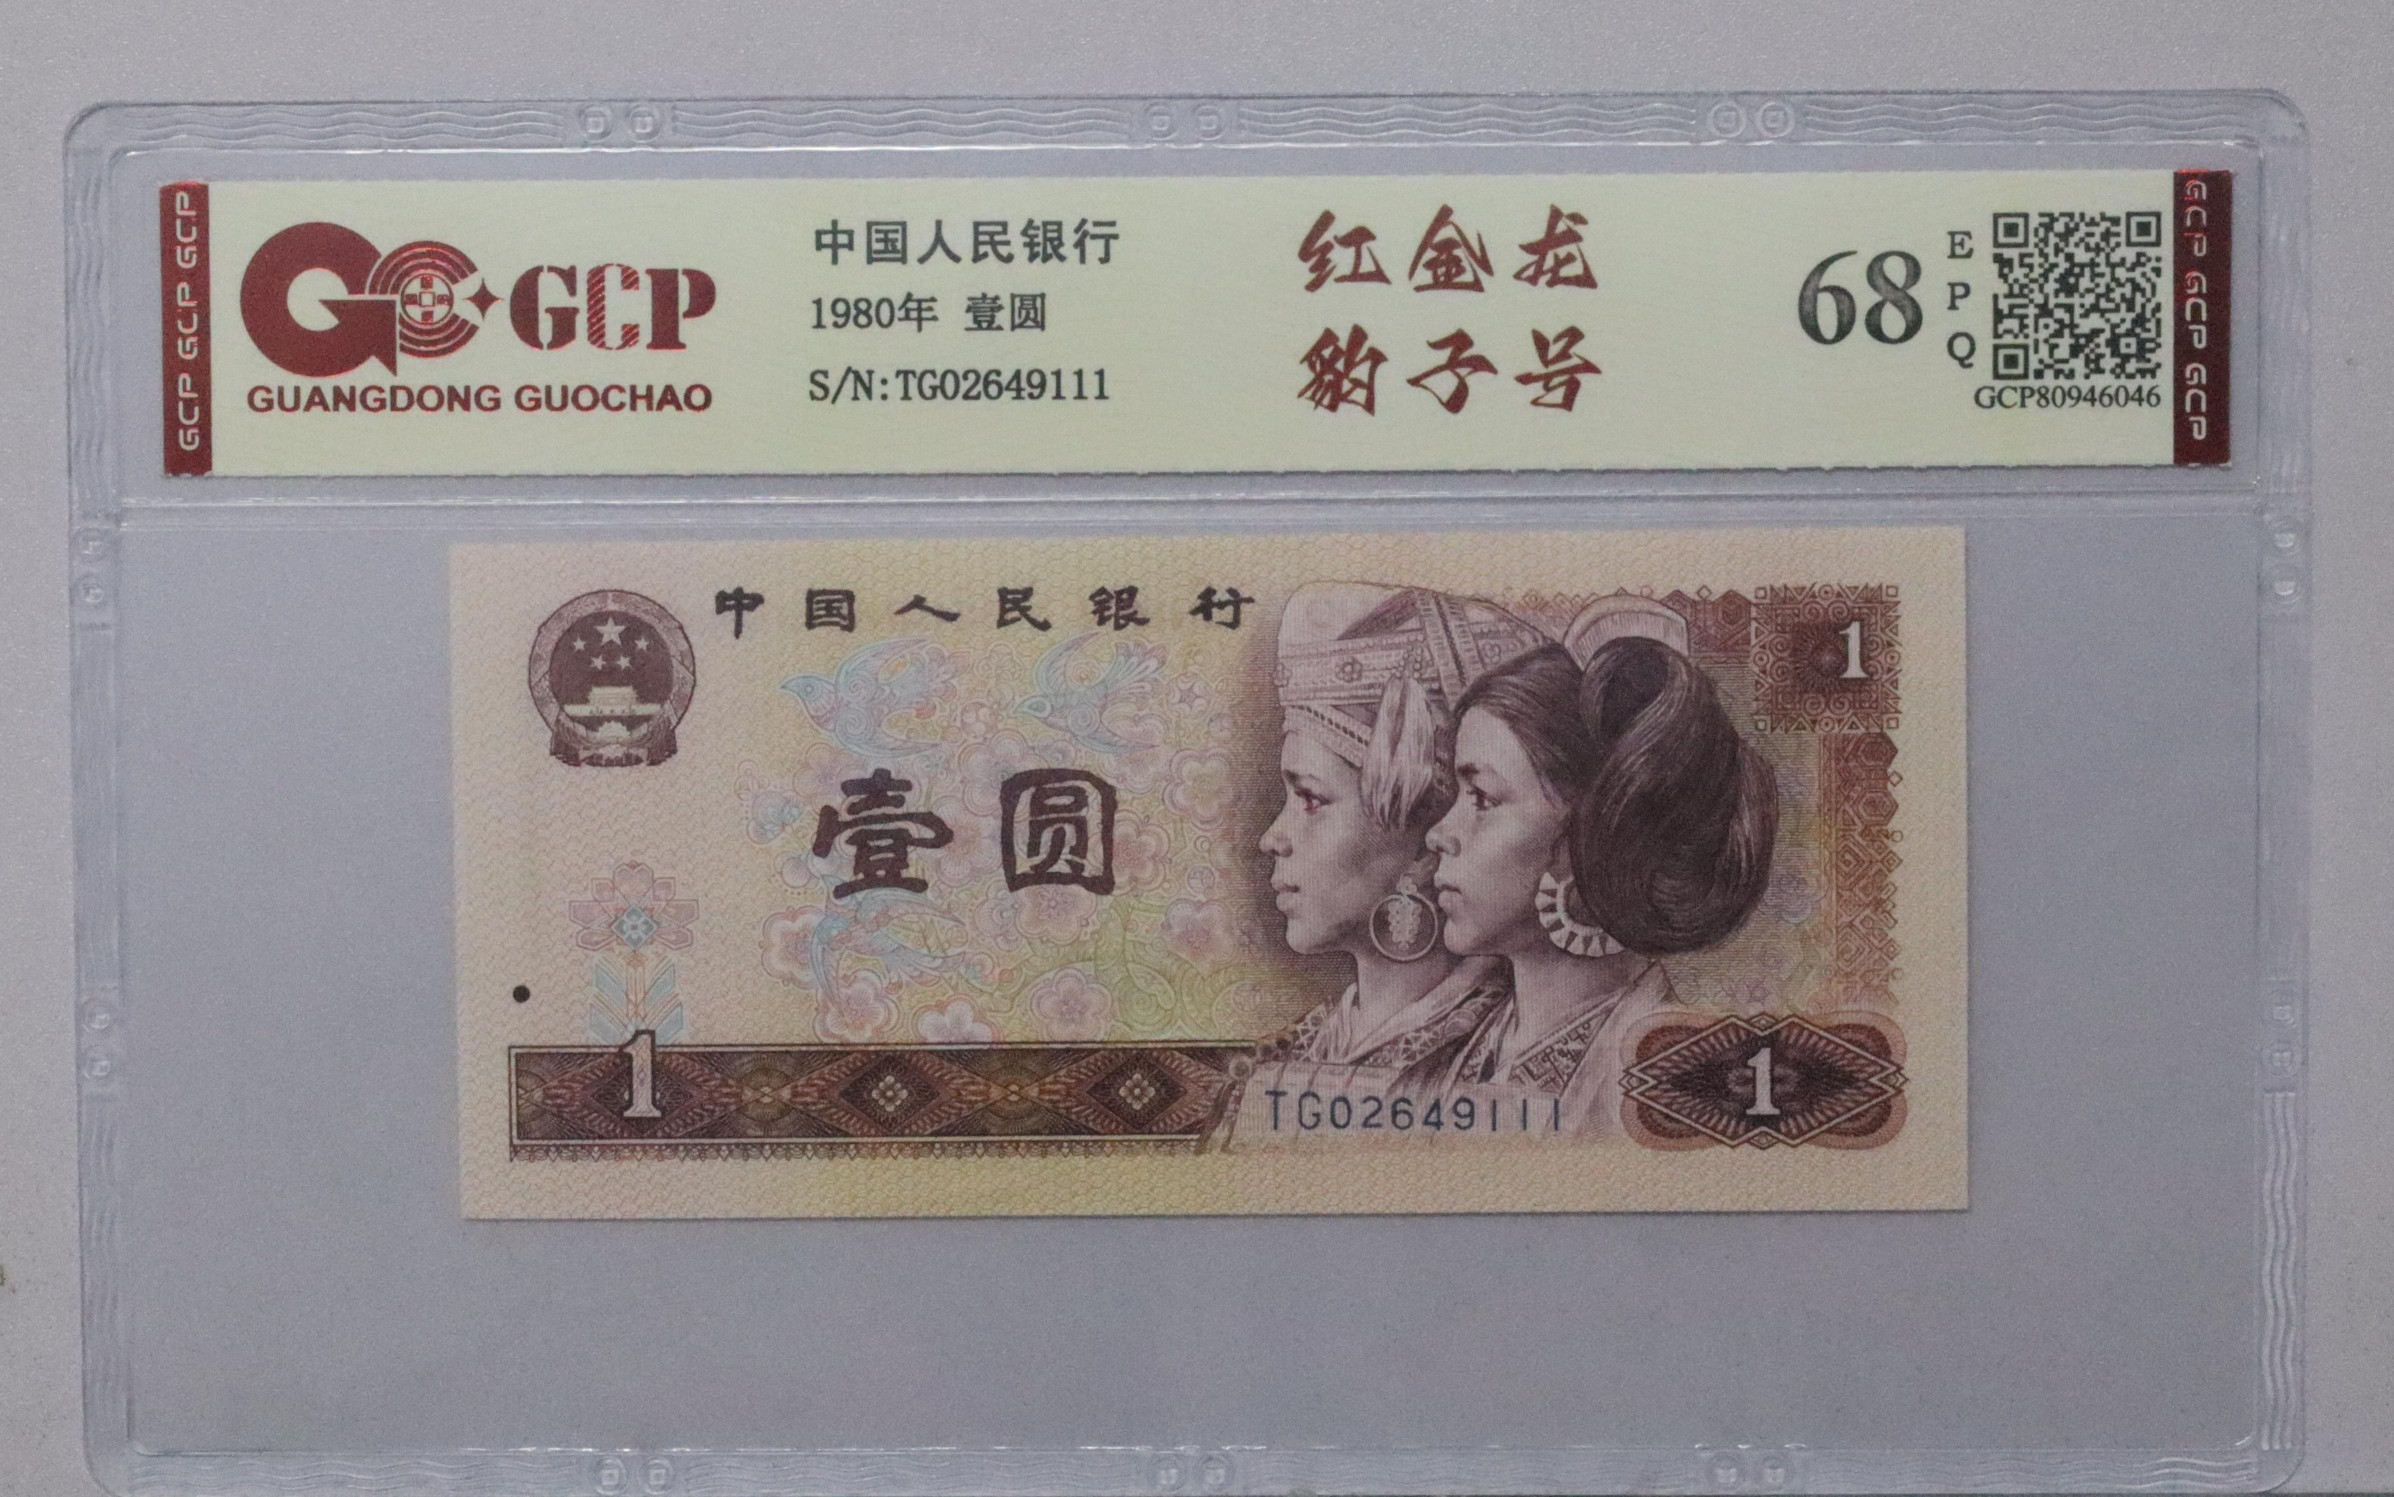 GCP GCP GCP
GCP
GUANGDONG GUOCHAO
中国人民银行
1980年 壹圆
S/N:TG02649111
红金龙
豹子号
68
E
P
Q
GCP80946046
GCP GCP GCP
中国人民银行
1
壹圆
1
TG02649111
1